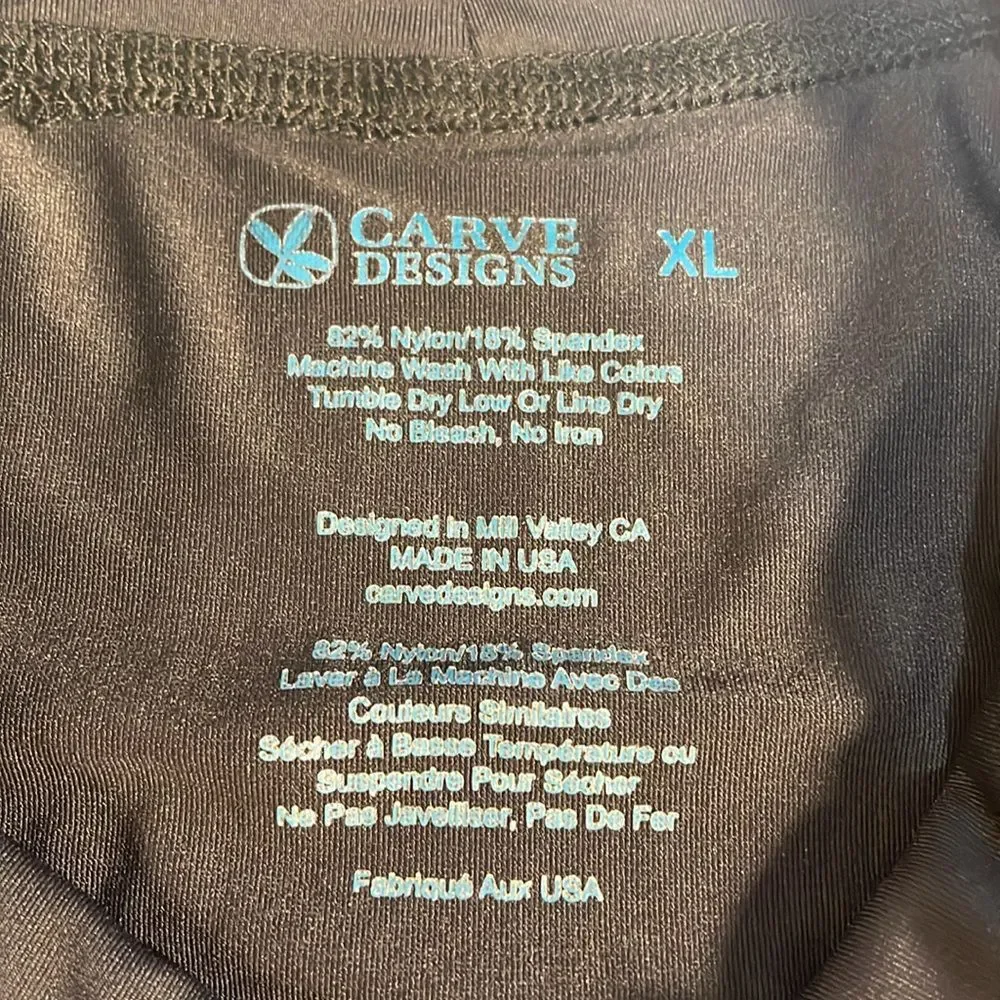 CARVE
DESIGNS
XL
82% Nylon/18% Spandex
Machine Wash With Like Colors
Tumble Dry Low Or Line Dry
No Bleach, No Iron
Designed in Mill Valley CA
MADE IN USA
carvedesigns.com
82% Nylon/18% Spandex
Laver à La Machine Avec Des
Couleurs Similaires
Sécher à Basse Température ou
Suspendre Pour Sécher
Ne Pas Javelliser, Pas De Fer
Fabriqué Aux USA